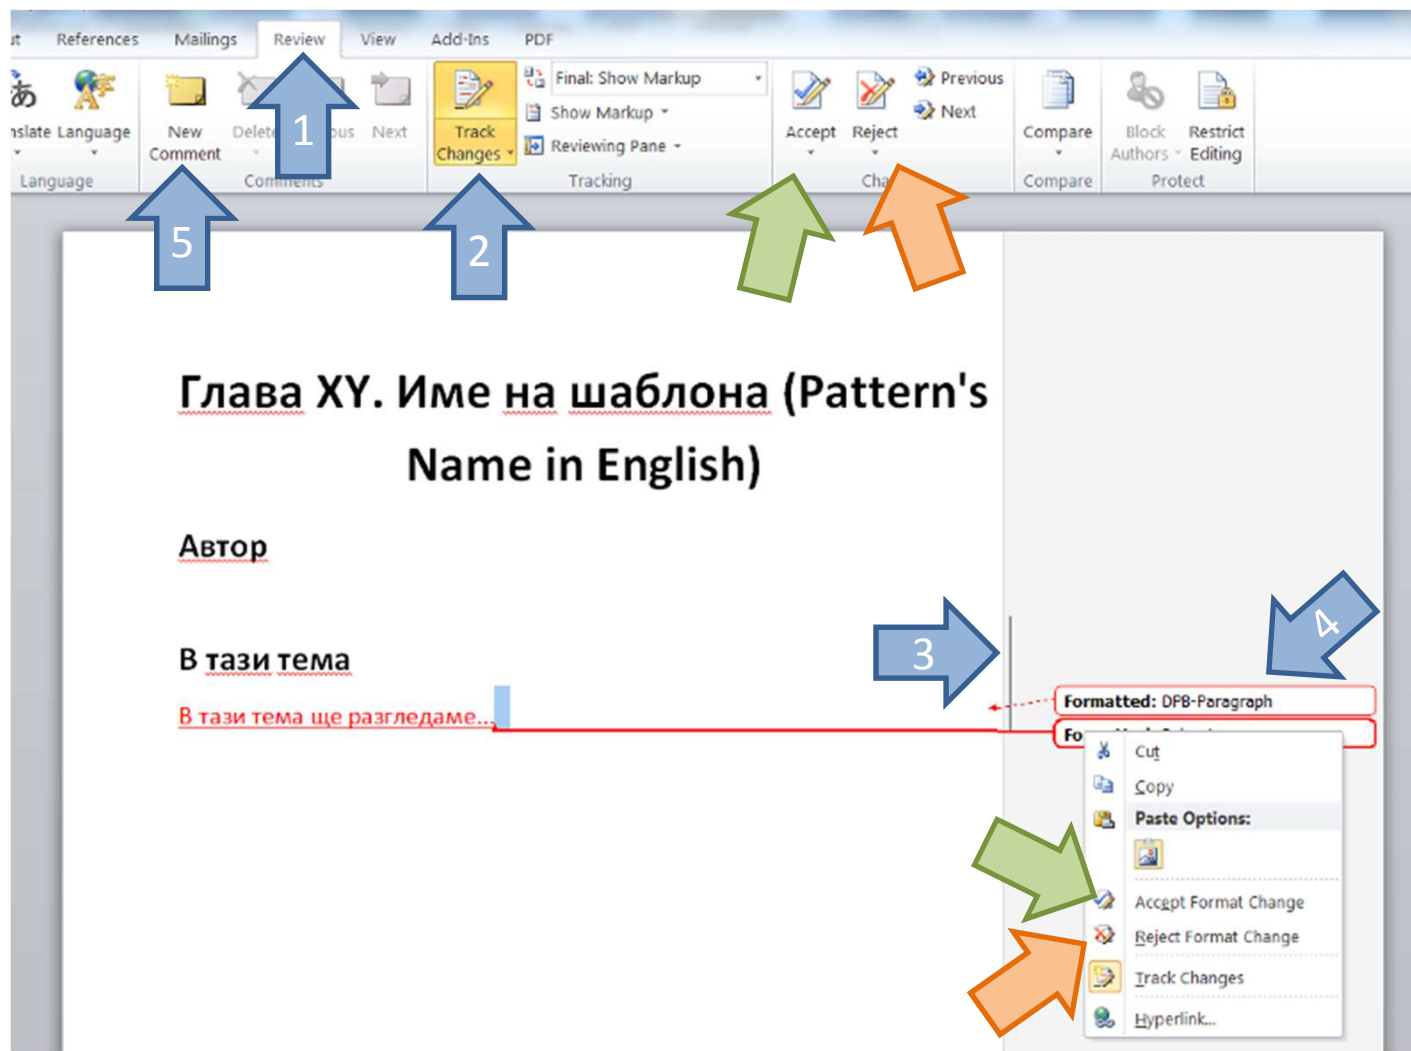 References Mailings Review View Add-Ins PDF
Final: Show Markup
Previous
Show Markup
Next
Language New Next Track Accept Reject Compare Block Restrict
Comment Changes Reviewing Pane Authors Editing
Language Tracking Compare Protect
1
5
2
Глава XY. Име на шаблона (Pattern's
Name in English)
Автор
3
4
В тази тема
В тази тема ще разгледаме...
Formatted: DPB-Paragraph
Cut
Copy
Paste Options:
Accept Format Change
Reject Format Change
Track Changes
Hyperlink...